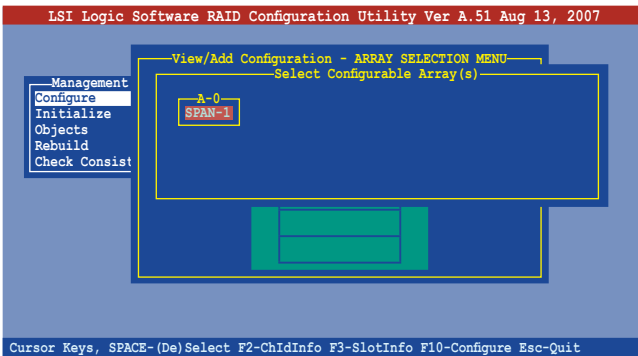 LSI Logic Software RAID Configuration Utility Ver A.51 Aug 13, 2007
View/Add Configuration - ARRAY SELECTION MENU
Select Configurable Array(s)
Management
Configure
Initialize
Objects
Rebuild
Check Consist
A-0
SPAN-1
Cursor Keys, SPACE-(De)Select F2-ChIdInfo F3-SlotInfo F10-Configure Esc-Quit